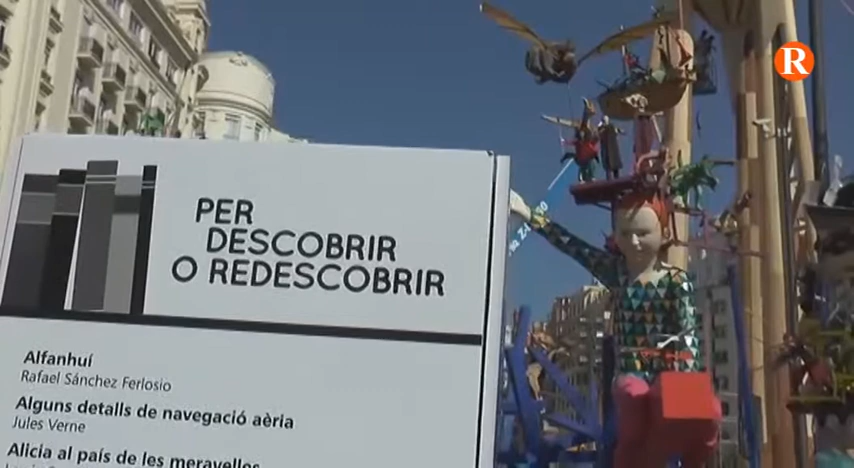 R
PER
DESCOBRIR
O REDESCOBRIR
Alfanhuí
Rafael Sánchez Ferlosio
Alguns detalls de navegació aèria
Jules Verne
Alicia al país de les meravelles